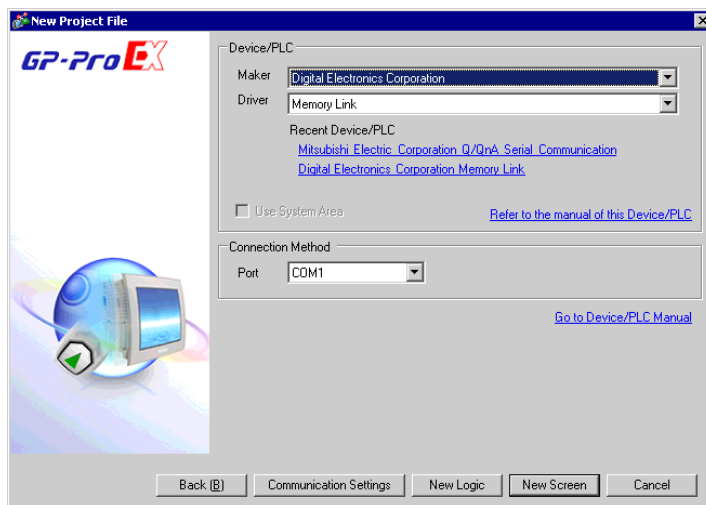 New Project File
GP-Pro EX
Device/PLC
Maker Digital Electronics Corporation
Driver Memory Link
Recent Device/PLC
Mitsubishi Electric Corporation Q/QnA Serial Communication
Digital Electronics Corporation Memory Link
Use System Area Refer to the manual of this Device/PLC
Connection Method
Port COM1
Go to Device/PLC Manual
Back (B) Communication Settings New Logic New Screen Cancel